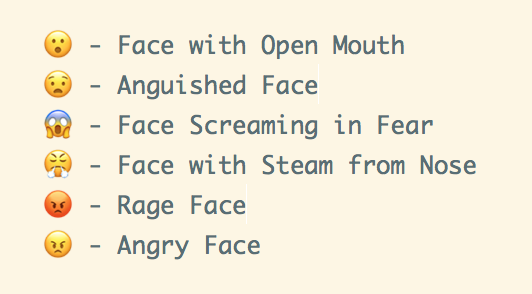 😮 - Face with Open Mouth
😧 - Anguished Face
😱 - Face Screaming in Fear
😤 - Face with Steam from Nose
😡 - Rage Face
😠 - Angry Face